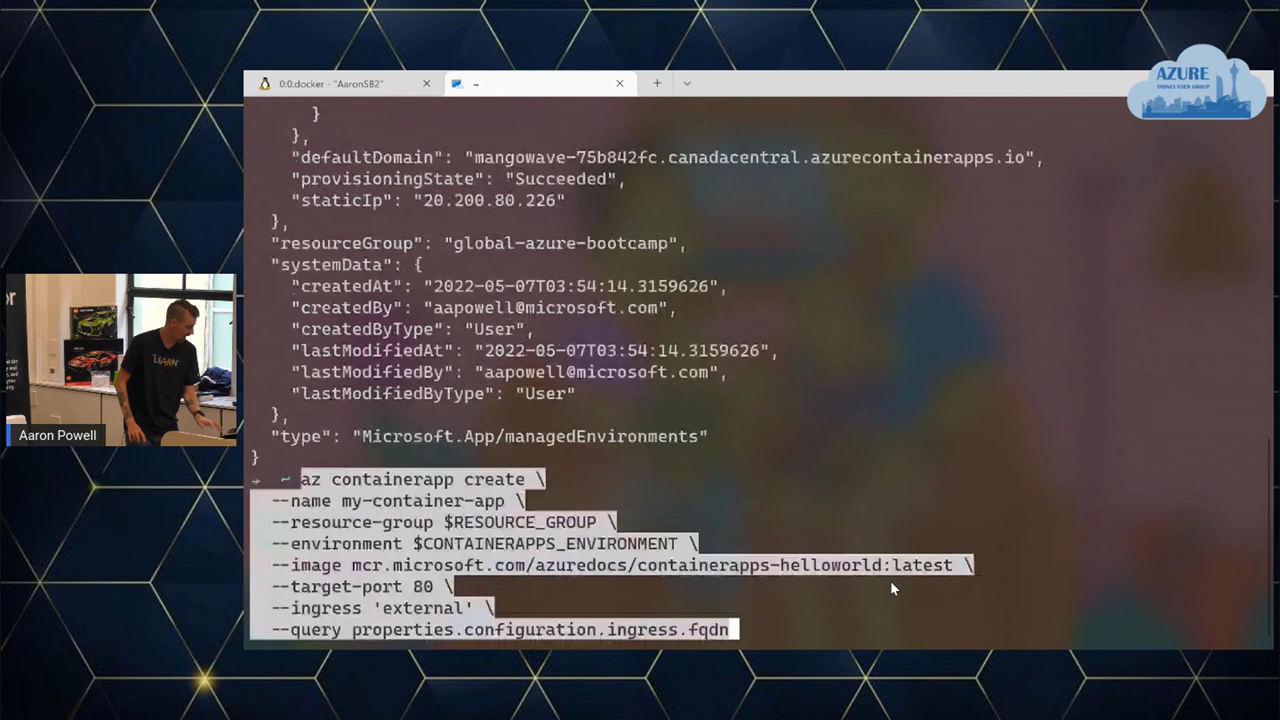 0:0:docker - "AaronSB2"
~
AZURE
SYDNEY USER GROUP
}
},
"defaultDomain": "mangowave-75b842fc.canadacentral.azurecontainerapps.io",
"provisioningState": "Succeeded",
"staticIp": "20.200.80.226"
},
"resourceGroup": "global-azure-bootcamp",
"systemData": {
"createdAt": "2022-05-07T03:54:14.3159626",
"createdBy": "aapowell@microsoft.com",
"createdByType": "User",
"lastModifiedAt": "2022-05-07T03:54:14.3159626",
"lastModifiedBy": "aapowell@microsoft.com",
"lastModifiedByType": "User"
},
"type": "Microsoft.App/managedEnvironments"
}
az containerapp create \
--name my-container-app \
--resource-group $RESOURCE_GROUP \
--environment $CONTAINERAPPS_ENVIRONMENT \
--image mcr.microsoft.com/azuredocs/containerapps-helloworld:latest \
--target-port 80 \
--ingress 'external' \
--query properties.configuration.ingress.fqdn
LEARN
Aaron Powell